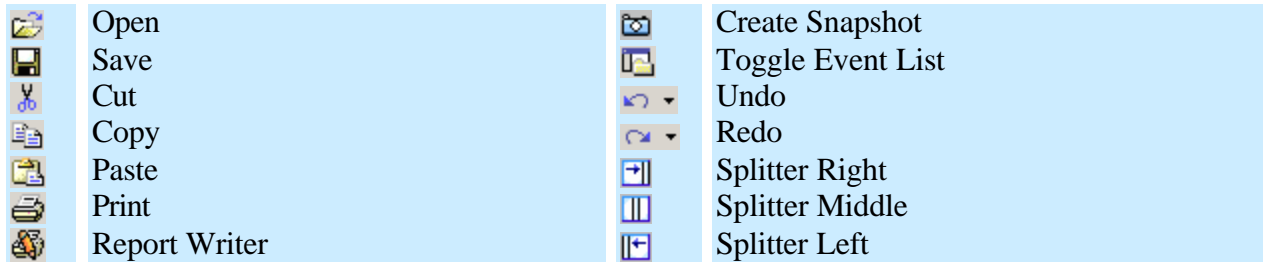 Open
Save
Cut
Copy
Paste
Print
Report Writer
Create Snapshot
Toggle Event List
Undo
Redo
Splitter Right
Splitter Middle
Splitter Left